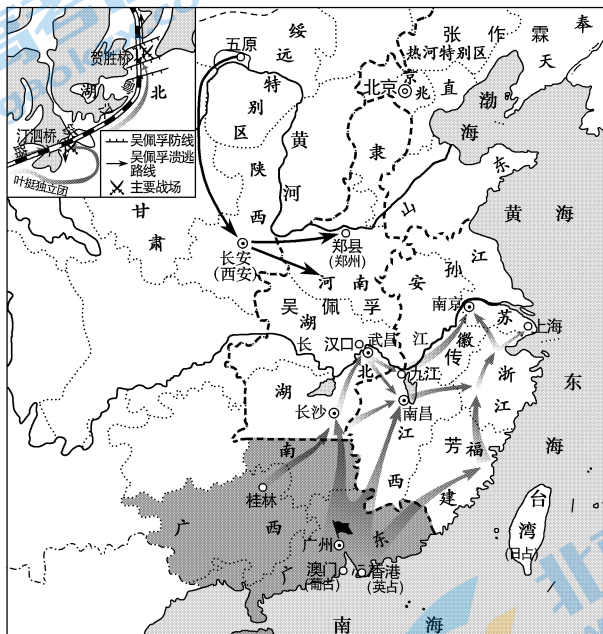 贺胜桥
湖
北
汀泗桥
叶挺独立团
吴佩孚防线
吴佩孚溃逃
路线
主要战场
五原
绥
远
特
别
区
张作霖
奉
天
热河特别区
北京
京
兆
直
隶
渤
海
黄
河
山
东
黄海
陕
西
甘
肃
长安
(西安)
郑县
(郑州)
河南
吴佩孚
湖
北
安
徽
孙
传
芳
江
苏
南京
上海
长
江
汉口
武昌
九江
浙
江
东
海
湖
南
长沙
南昌
江
西
福
建
桂林
广
西
广
东
广州
澳门
(葡占)
香港
(英占)
台
湾
(日占)
南海